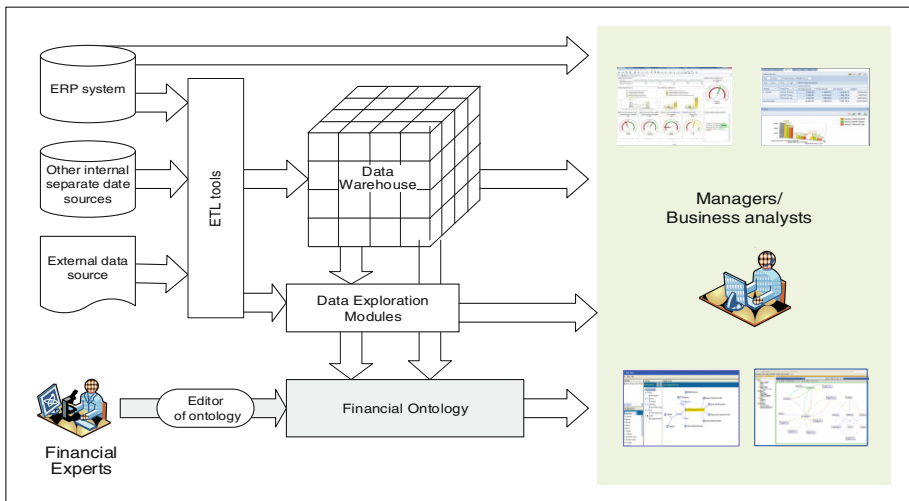 ERP system
Other internal
separate date
sources
External data
source
ETL tools
Data
Warehouse
Data Exploration
Modules
Editor
of ontology
Financial Ontology
Financial
Experts
Managers/
Business analysts